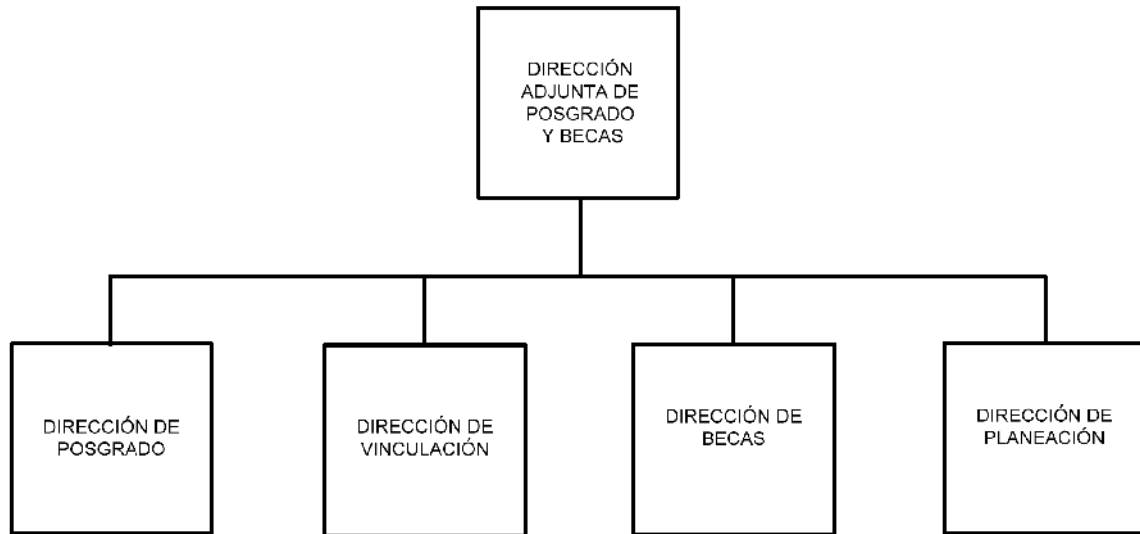 DIRECCIÓN
ADJUNTA DE
POSGRADO
Y BECAS
DIRECCIÓN DE
POSGRADO
DIRECCIÓN DE
VINCULACIÓN
DIRECCIÓN DE
BECAS
DIRECCIÓN DE
PLANEACIÓN